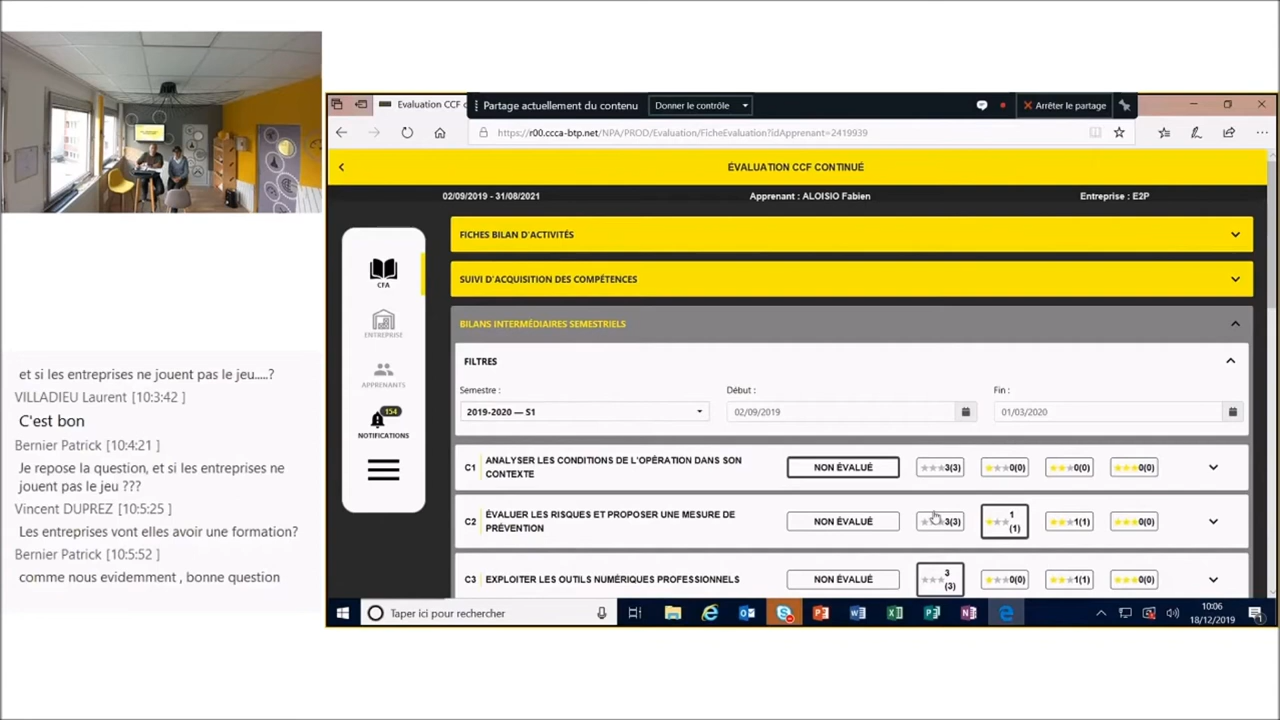 et si les entreprises ne jouent pas le jeu.....?
VILLADIEU Laurent [10:3:42 ]
C'est bon
Bernier Patrick [10:4:21 ]
Je repose la question, et si les entreprises ne
jouent pas le jeu ???
Vincent DUPREZ [10:5:25 ]
Les entreprises vont elles avoir une formation?
Bernier Patrick [10:5:52 ]
comme nous evidemment , bonne question
Evaluation CCF c
Partage actuellement du contenu
Donner le contrôle
Arrêter le partage
https://r00.ccca-btp.net/NPA/PROD/Evaluation/FicheEvaluation?idApprenant=2419939
ÉVALUATION CCF CONTINUÉ
02/09/2019 - 31/08/2021
Apprenant : ALOISIO Fabien
Entreprise : E2P
CFA
ENTREPRISE
APPRENANTS
154
NOTIFICATIONS
FICHES BILAN D'ACTIVITÉS
SUIVI D'ACQUISITION DES COMPÉTENCES
BILANS INTERMÉDIAIRES SEMESTRIELS
FILTRES
Semestre :
Début :
Fin :
2019-2020 — S1
02/09/2019
01/03/2020
C1 ANALYSER LES CONDITIONS DE L'OPÉRATION DANS SON
CONTEXTE
NON ÉVALUÉ
3(3)
0(0)
0(0)
0(0)
C2 ÉVALUER LES RISQUES ET PROPOSER UNE MESURE DE
PRÉVENTION
NON ÉVALUÉ
3(3)
1
(1)
1(1)
0(0)
C3 EXPLOITER LES OUTILS NUMÉRIQUES PROFESSIONNELS
NON ÉVALUÉ
3
(3)
0(0)
1(1)
0(0)
Taper ici pour rechercher
10:06
18/12/2019